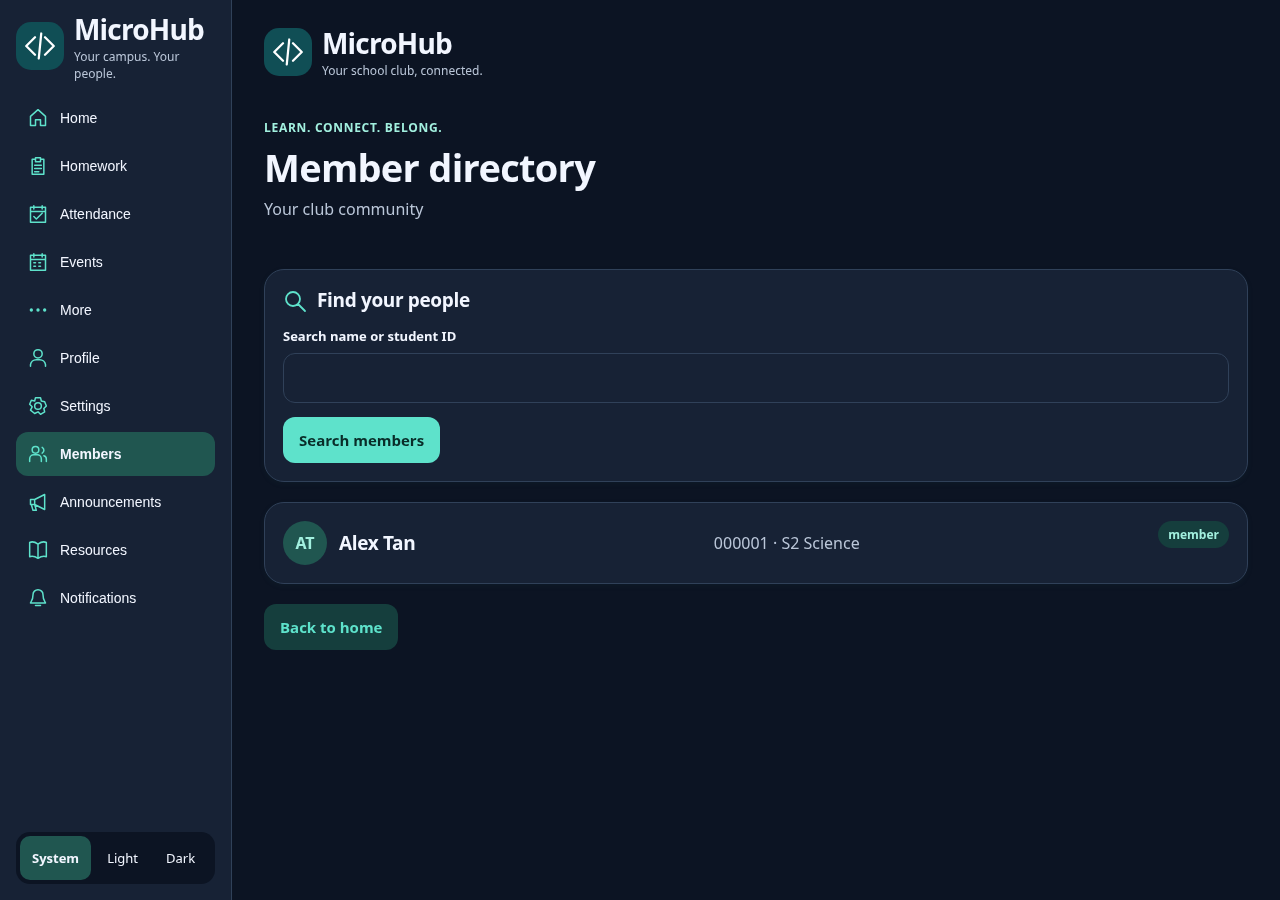 MicroHub
Your campus. Your
people.
Home
Homework
Attendance
Events
More
Profile
Settings
Members
Announcements
Resources
Notifications
System Light Dark
MicroHub
Your school club, connected.
LEARN. CONNECT. BELONG.
Member directory
Your club community
Find your people
Search name or student ID
Search members
AT Alex Tan 000001 · S2 Science member
Back to home